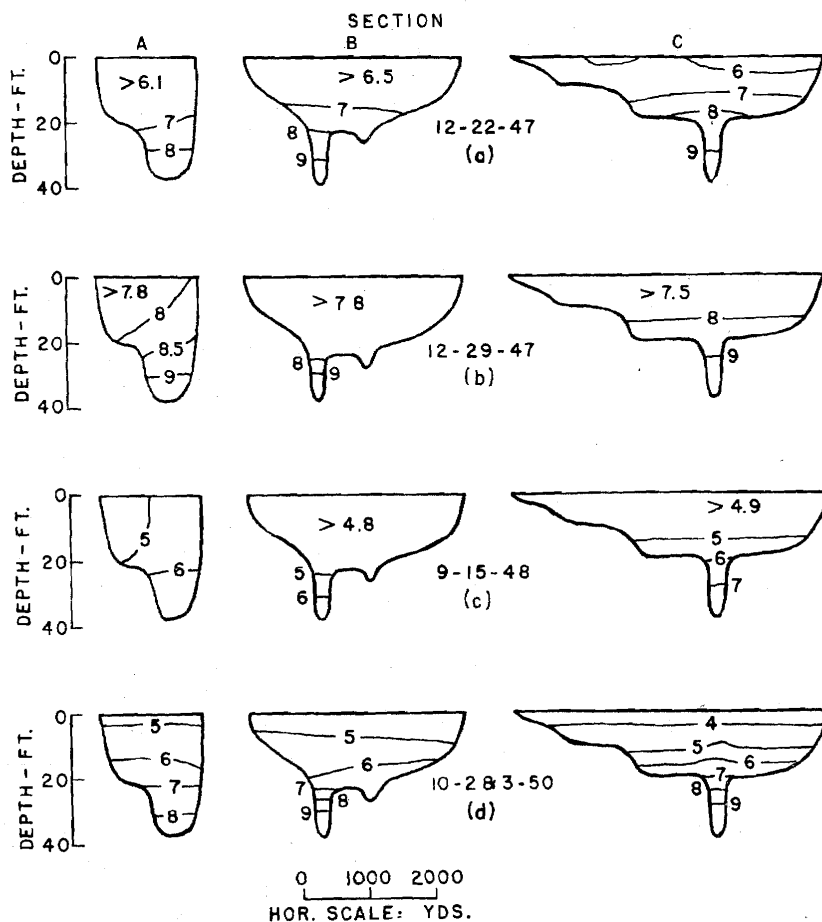 SECTION
A B C
0 >6.1 >6.5 6
7 7 7
20 8 8 8 12-22-47
9 (a) 9
40
DEPTH-FT.
0 >7.8 >7 8 >7.5
8 8
20 8.5 8 9 12-29-47 9
9 (b)
40
DEPTH-FT.
0 >4.8 >4.9
5 5
20 6 5 9-15-48 6
6 (c) 7
40
DEPTH-FT.
0 5 4
5 5
6 6 6
20 7 7 8 10-2&3-50 7 8
8 9 (d) 9
40
DEPTH-FT.
0 1000 2000
HOR. SCALE: YDS.